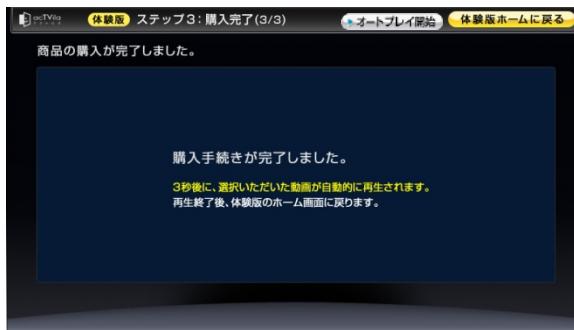 acTVila
体験版 ステップ3：購入完了(3/3)
オートプレイ開始
体験版ホームに戻る
商品の購入が完了しました。
購入手続きが完了しました。
3秒後に、選択いただいた動画が自動的に再生されます。
再生終了後、体験版のホーム画面に戻ります。